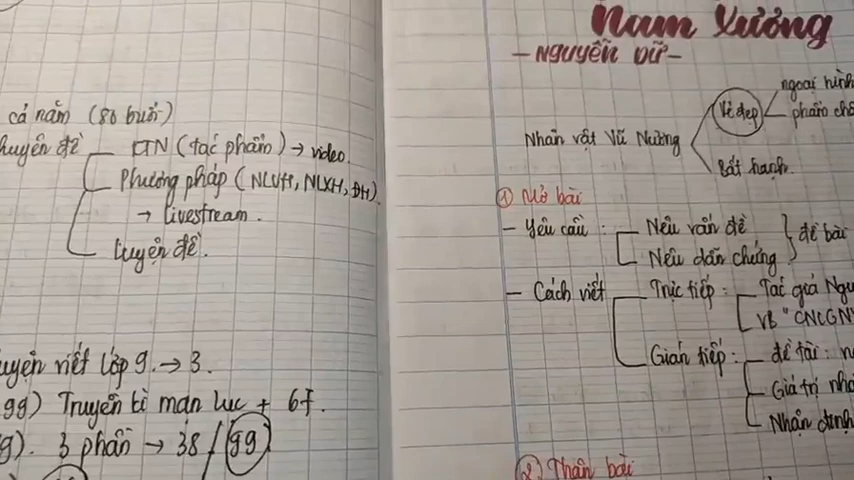 cả năm (80 buổi)
huyên đề
KTN (tác phẩm) → video.
Phương pháp (NLVH, NLXH, ĐH)
→ livestream.
Luyện đề.
uyện viết lớp 9. → 3.
99) Truyền kì mạn lục + 67.
9). 3 phần → 38 / 99
Nam Xương
- NGUYỄN DỮ -
ngoại hình
Vẻ đẹp
phẩm chấ
Nhân vật Vũ Nương
Bất hạnh.
① Mở bài
- Yêu cầu :
Nêu vấn đề
Nêu dẫn chứng
đề bài
- Cách viết
Trực tiếp :
Tác giả Ngu
VB "CNCGN
Gián tiếp :
đề tài : n
Giá trị nhâ
Nhận định
② Thân bài